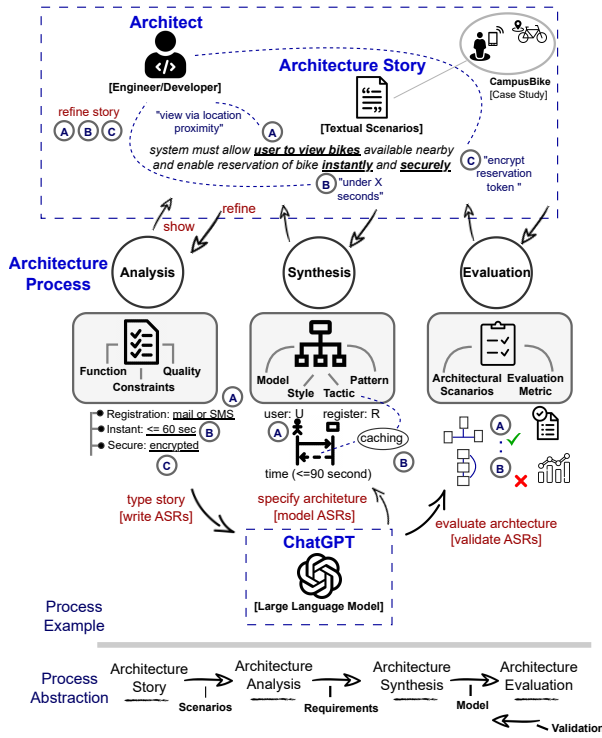 Architect
</>
[Engineer/Developer]
Architecture Story
[Textual Scenarios]
CampusBike
[Case Study]
refine story
A B C
"view via location
proximity"
A
system must allow user to view bikes available nearby
and enable reservation of bike instantly and securely
B "under X
seconds"
C "encrypt
reservation
token "
show
refine
Architecture
Process
Analysis
Synthesis
Evaluation
Function
Quality
Constraints
Model
Pattern
Style
Tactic
Architectural
Scanarios
Evaluation
Metric
A
Registration: mail or SMS
Instant: <= 60 sec B
Secure: encrypted
C
user: U register: R
A
caching
B
time (<=90 second)
A
B
type story
[write ASRs]
specify architeture
[model ASRs]
evaluate archtecture
[validate ASRs]
ChatGPT
[Large Language Model]
Process
Example
Process
Abstraction
Architecture
Story
Scenarios
Architecture
Analysis
Requirements
Architecture
Synthesis
Model
Architecture
Evaluation
Validation